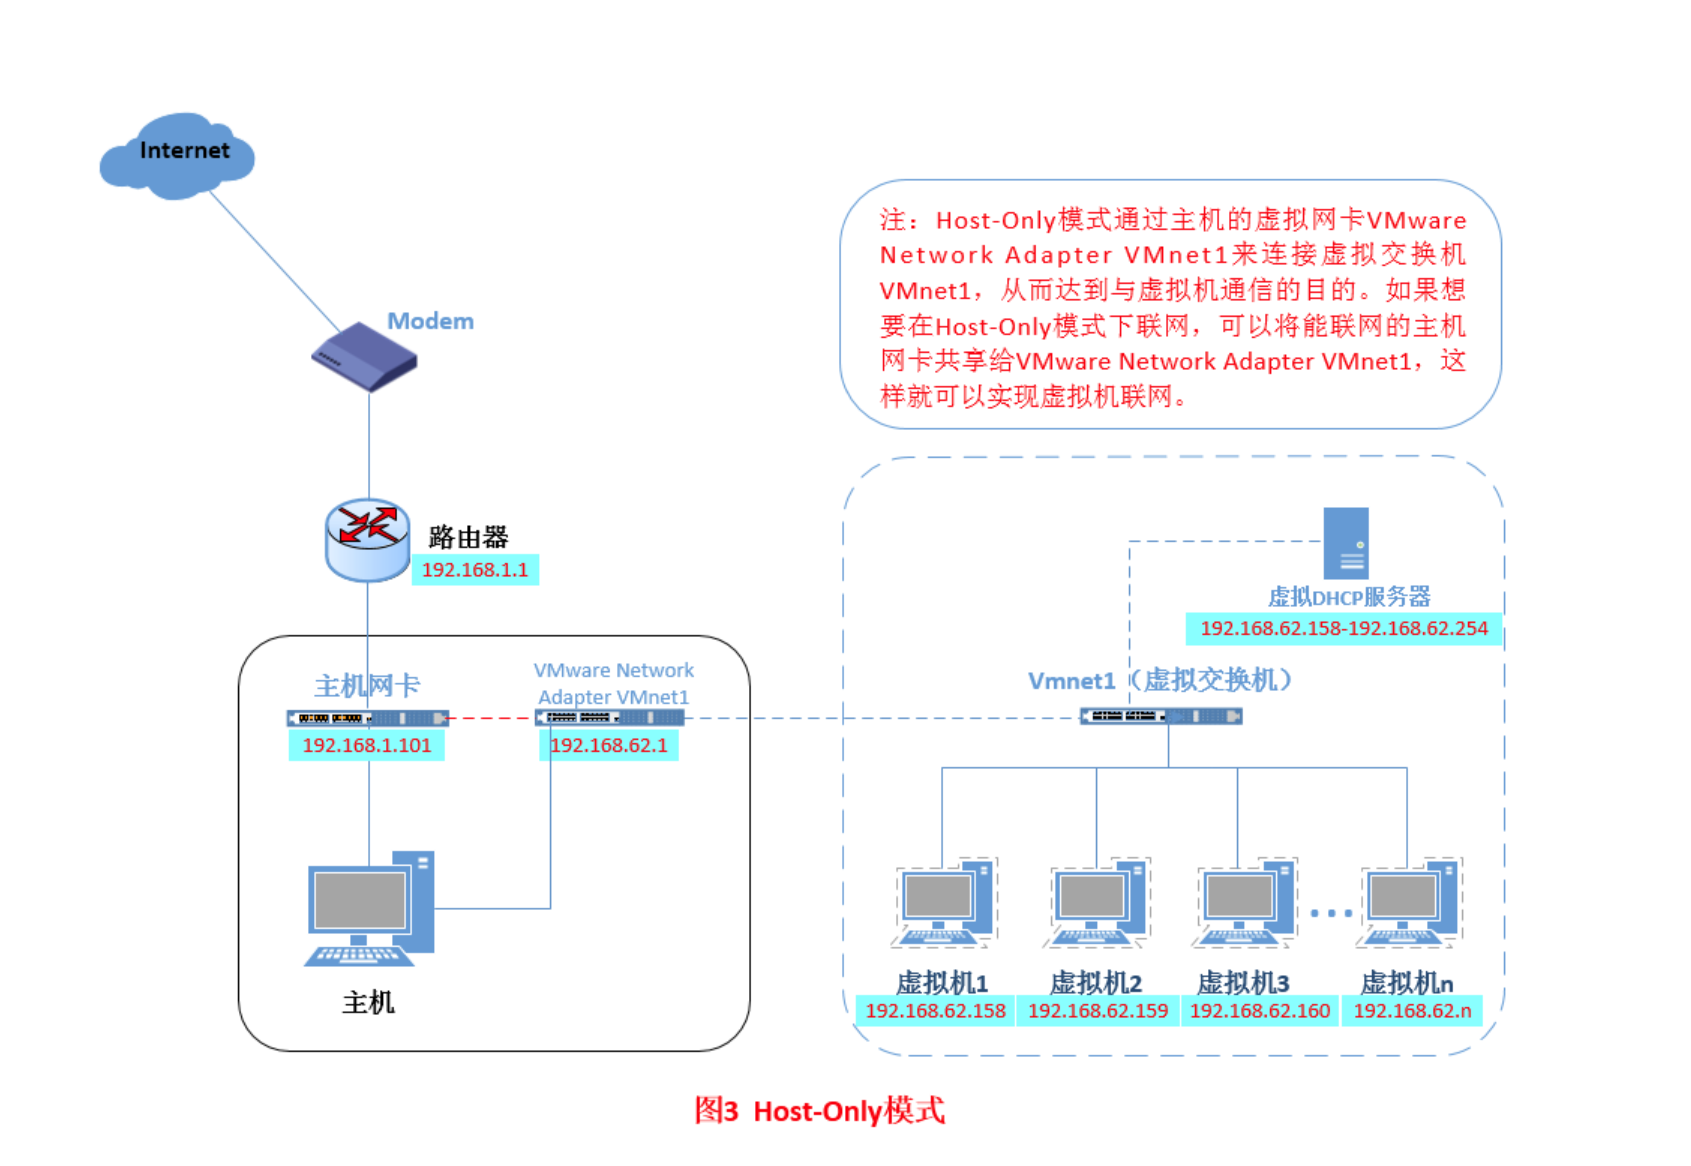 Internet
Modem
注：Host-Only模式通过主机的虚拟网卡VMware
Network Adapter VMnet1来连接虚拟交换机
VMnet1，从而达到与虚拟机通信的目的。如果想
要在Host-Only模式下联网，可以将能联网的主机
网卡共享给VMware Network Adapter VMnet1，这
样就可以实现虚拟机联网。
路由器
192.168.1.1
虚拟DHCP服务器
192.168.62.158-192.168.62.254
主机网卡
192.168.1.101
VMware Network
Adapter VMnet1
192.168.62.1
Vmnet1（虚拟交换机）
主机
虚拟机1
192.168.62.158
虚拟机2
192.168.62.159
虚拟机3
192.168.62.160
虚拟机n
192.168.62.n
图3 Host-Only模式